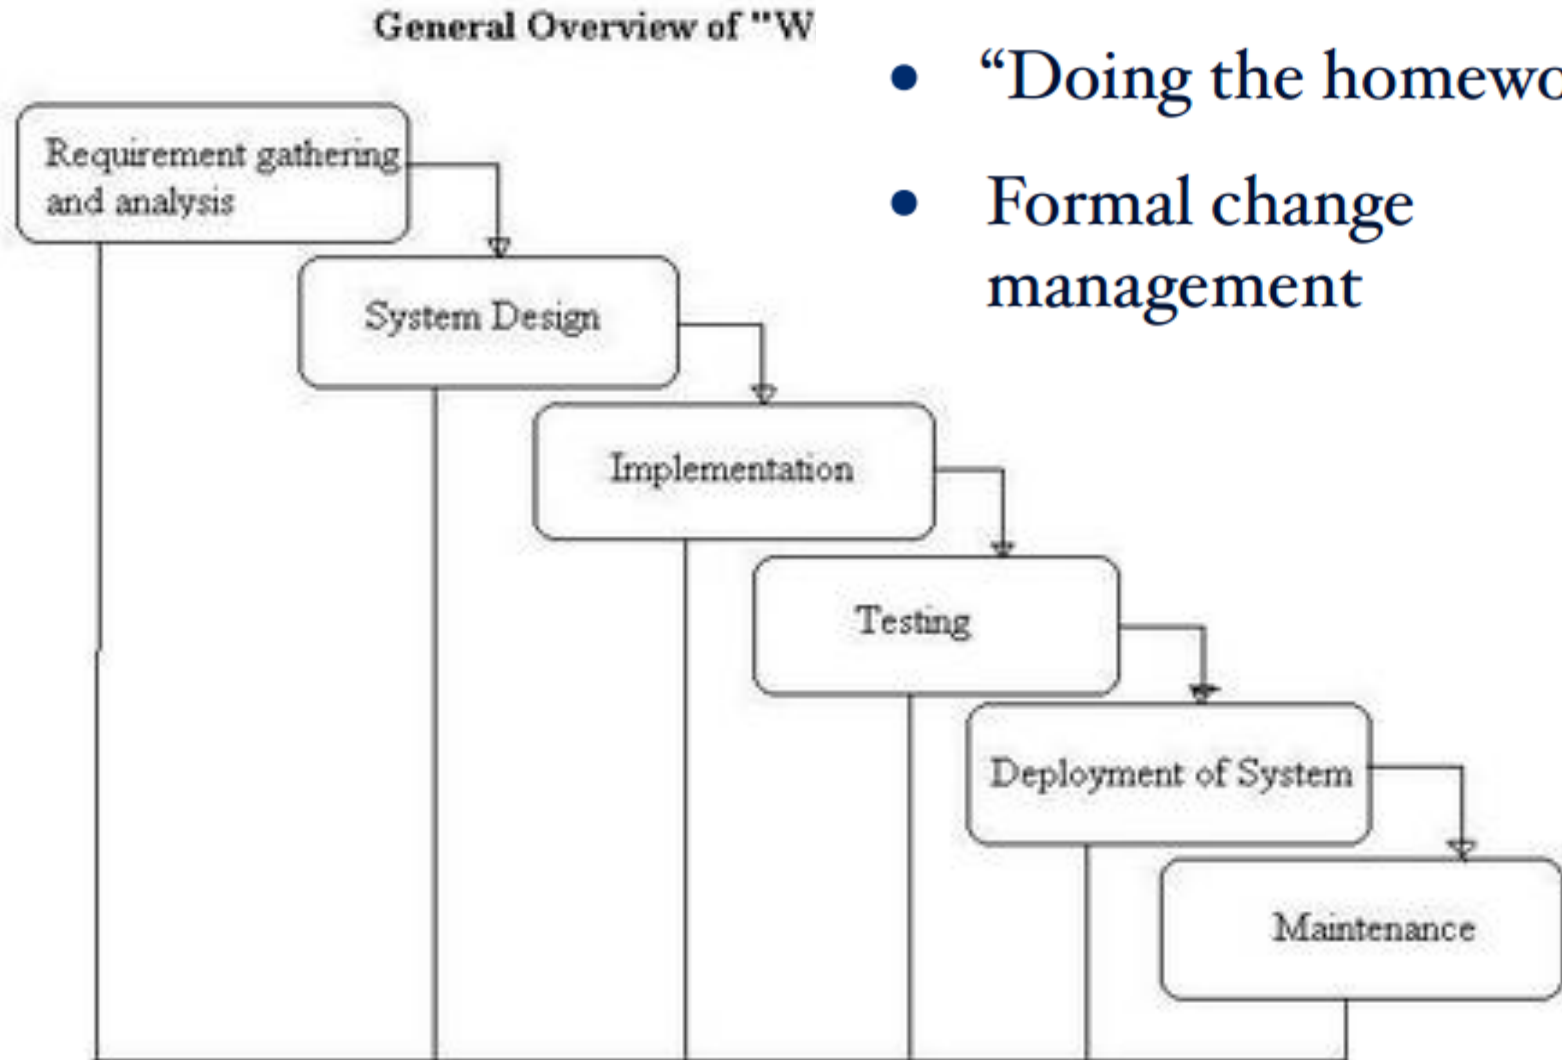 General Overview of "W
• “Doing the homewo
• Formal change
management
Requirement gathering
and analysis
System Design
Implementation
Testing
Deployment of System
Maintenance